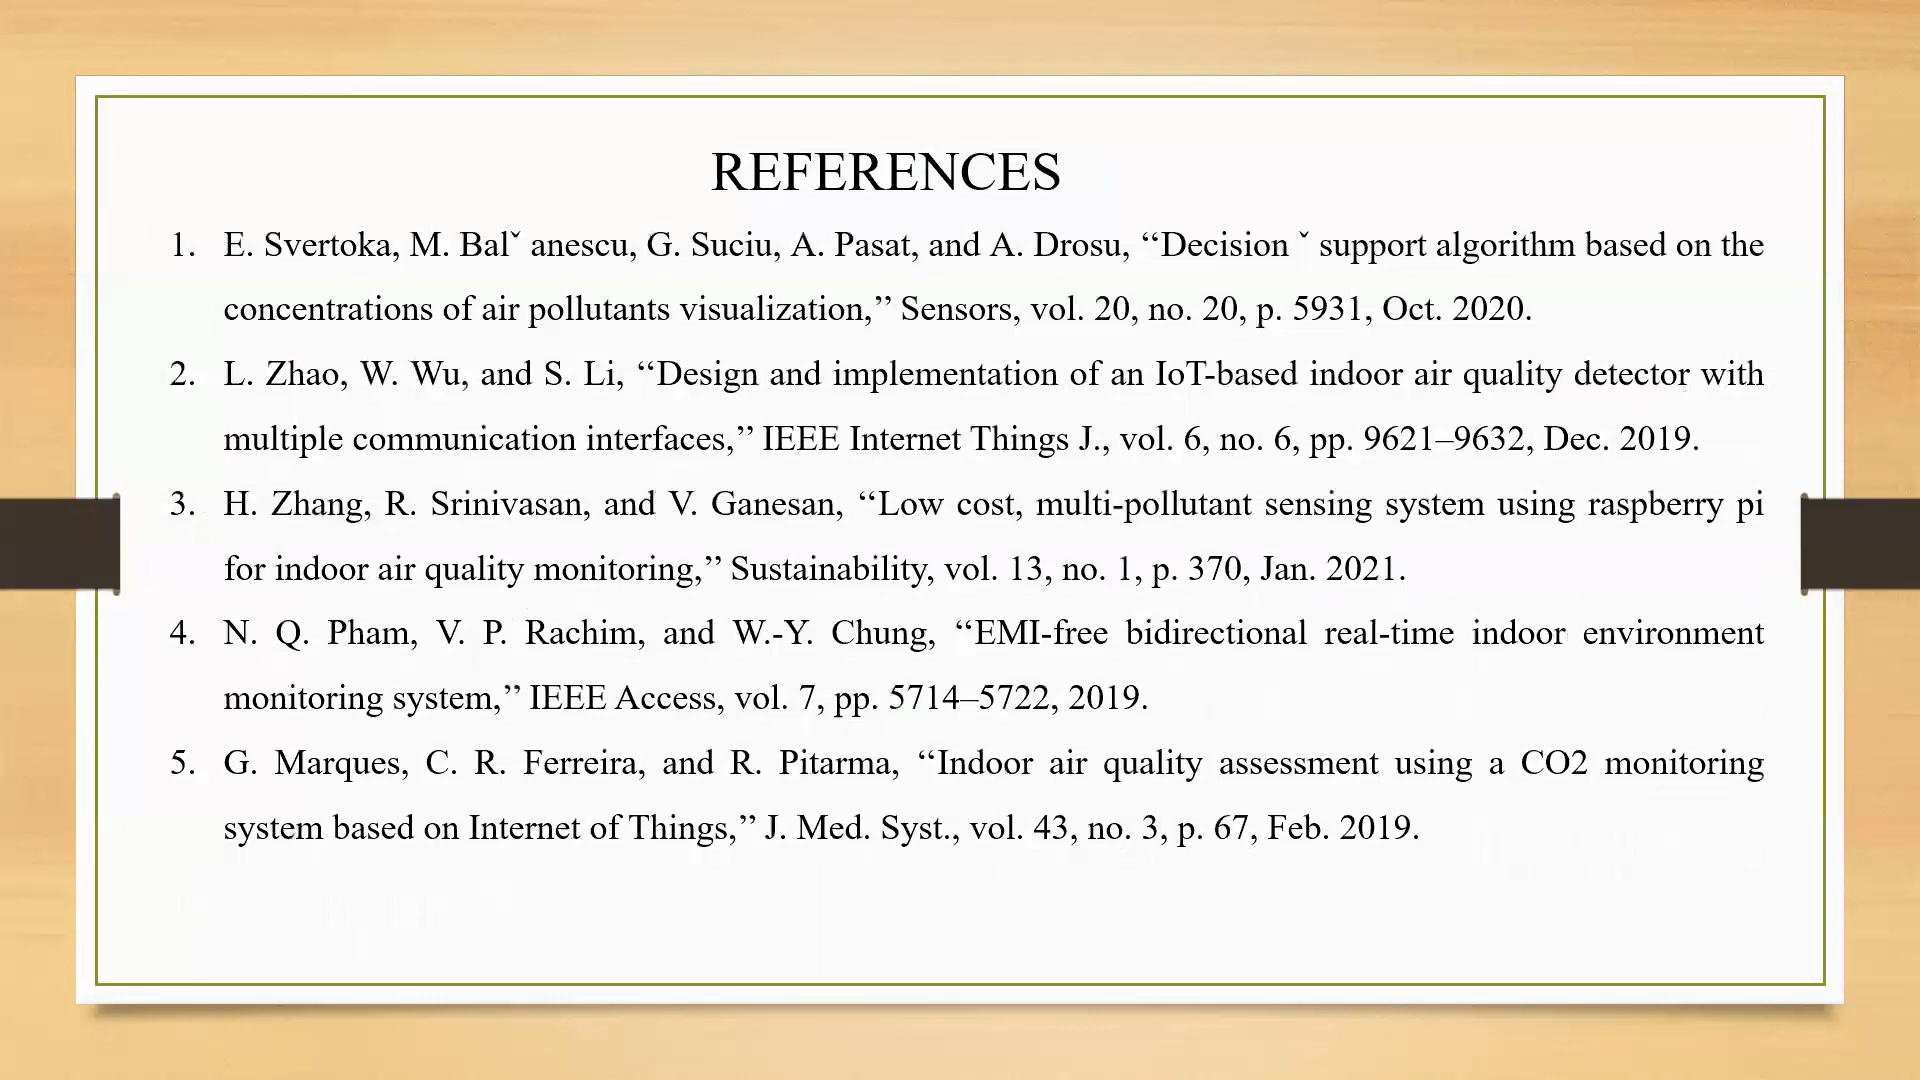 REFERENCES
1. E. Svertoka, M. Balˇ anescu, G. Suciu, A. Pasat, and A. Drosu, ‘‘Decision ˇ support algorithm based on the
concentrations of air pollutants visualization,’’ Sensors, vol. 20, no. 20, p. 5931, Oct. 2020.
2. L. Zhao, W. Wu, and S. Li, ‘‘Design and implementation of an IoT-based indoor air quality detector with
multiple communication interfaces,’’ IEEE Internet Things J., vol. 6, no. 6, pp. 9621–9632, Dec. 2019.
3. H. Zhang, R. Srinivasan, and V. Ganesan, ‘‘Low cost, multi-pollutant sensing system using raspberry pi
for indoor air quality monitoring,’’ Sustainability, vol. 13, no. 1, p. 370, Jan. 2021.
4. N. Q. Pham, V. P. Rachim, and W.-Y. Chung, ‘‘EMI-free bidirectional real-time indoor environment
monitoring system,’’ IEEE Access, vol. 7, pp. 5714–5722, 2019.
5. G. Marques, C. R. Ferreira, and R. Pitarma, ‘‘Indoor air quality assessment using a CO2 monitoring
system based on Internet of Things,’’ J. Med. Syst., vol. 43, no. 3, p. 67, Feb. 2019.